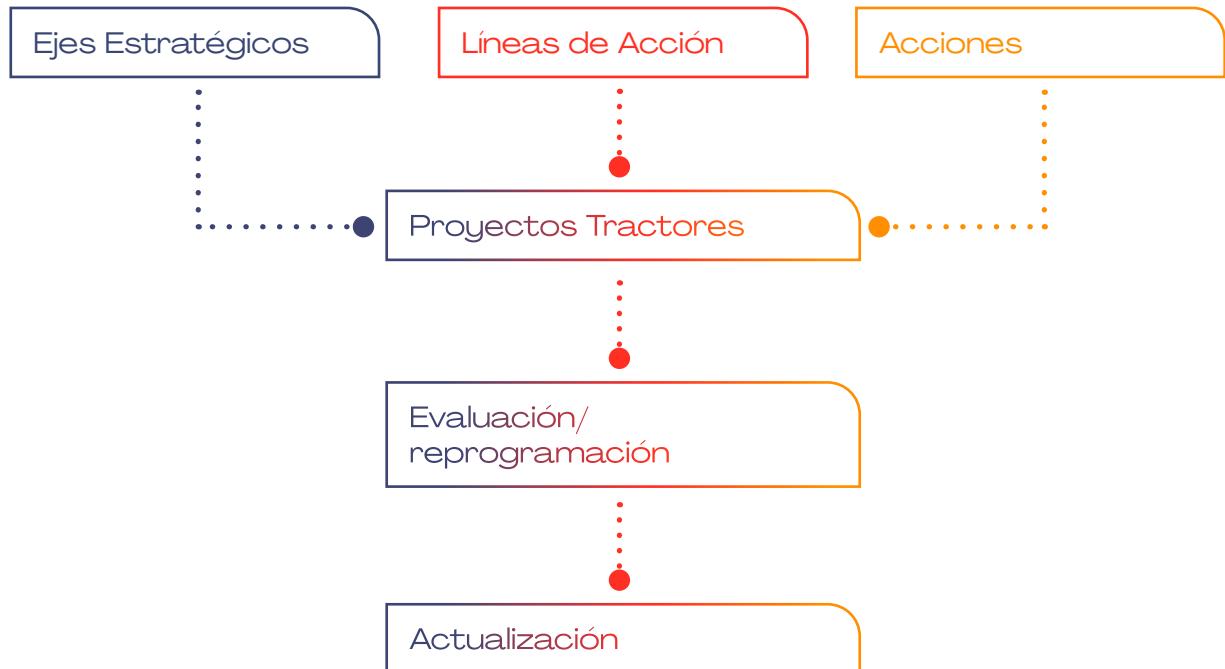 Ejes Estratégicos
Líneas de Acción
Acciones
Proyectos Tractores
Evaluación/
reprogramación
Actualización